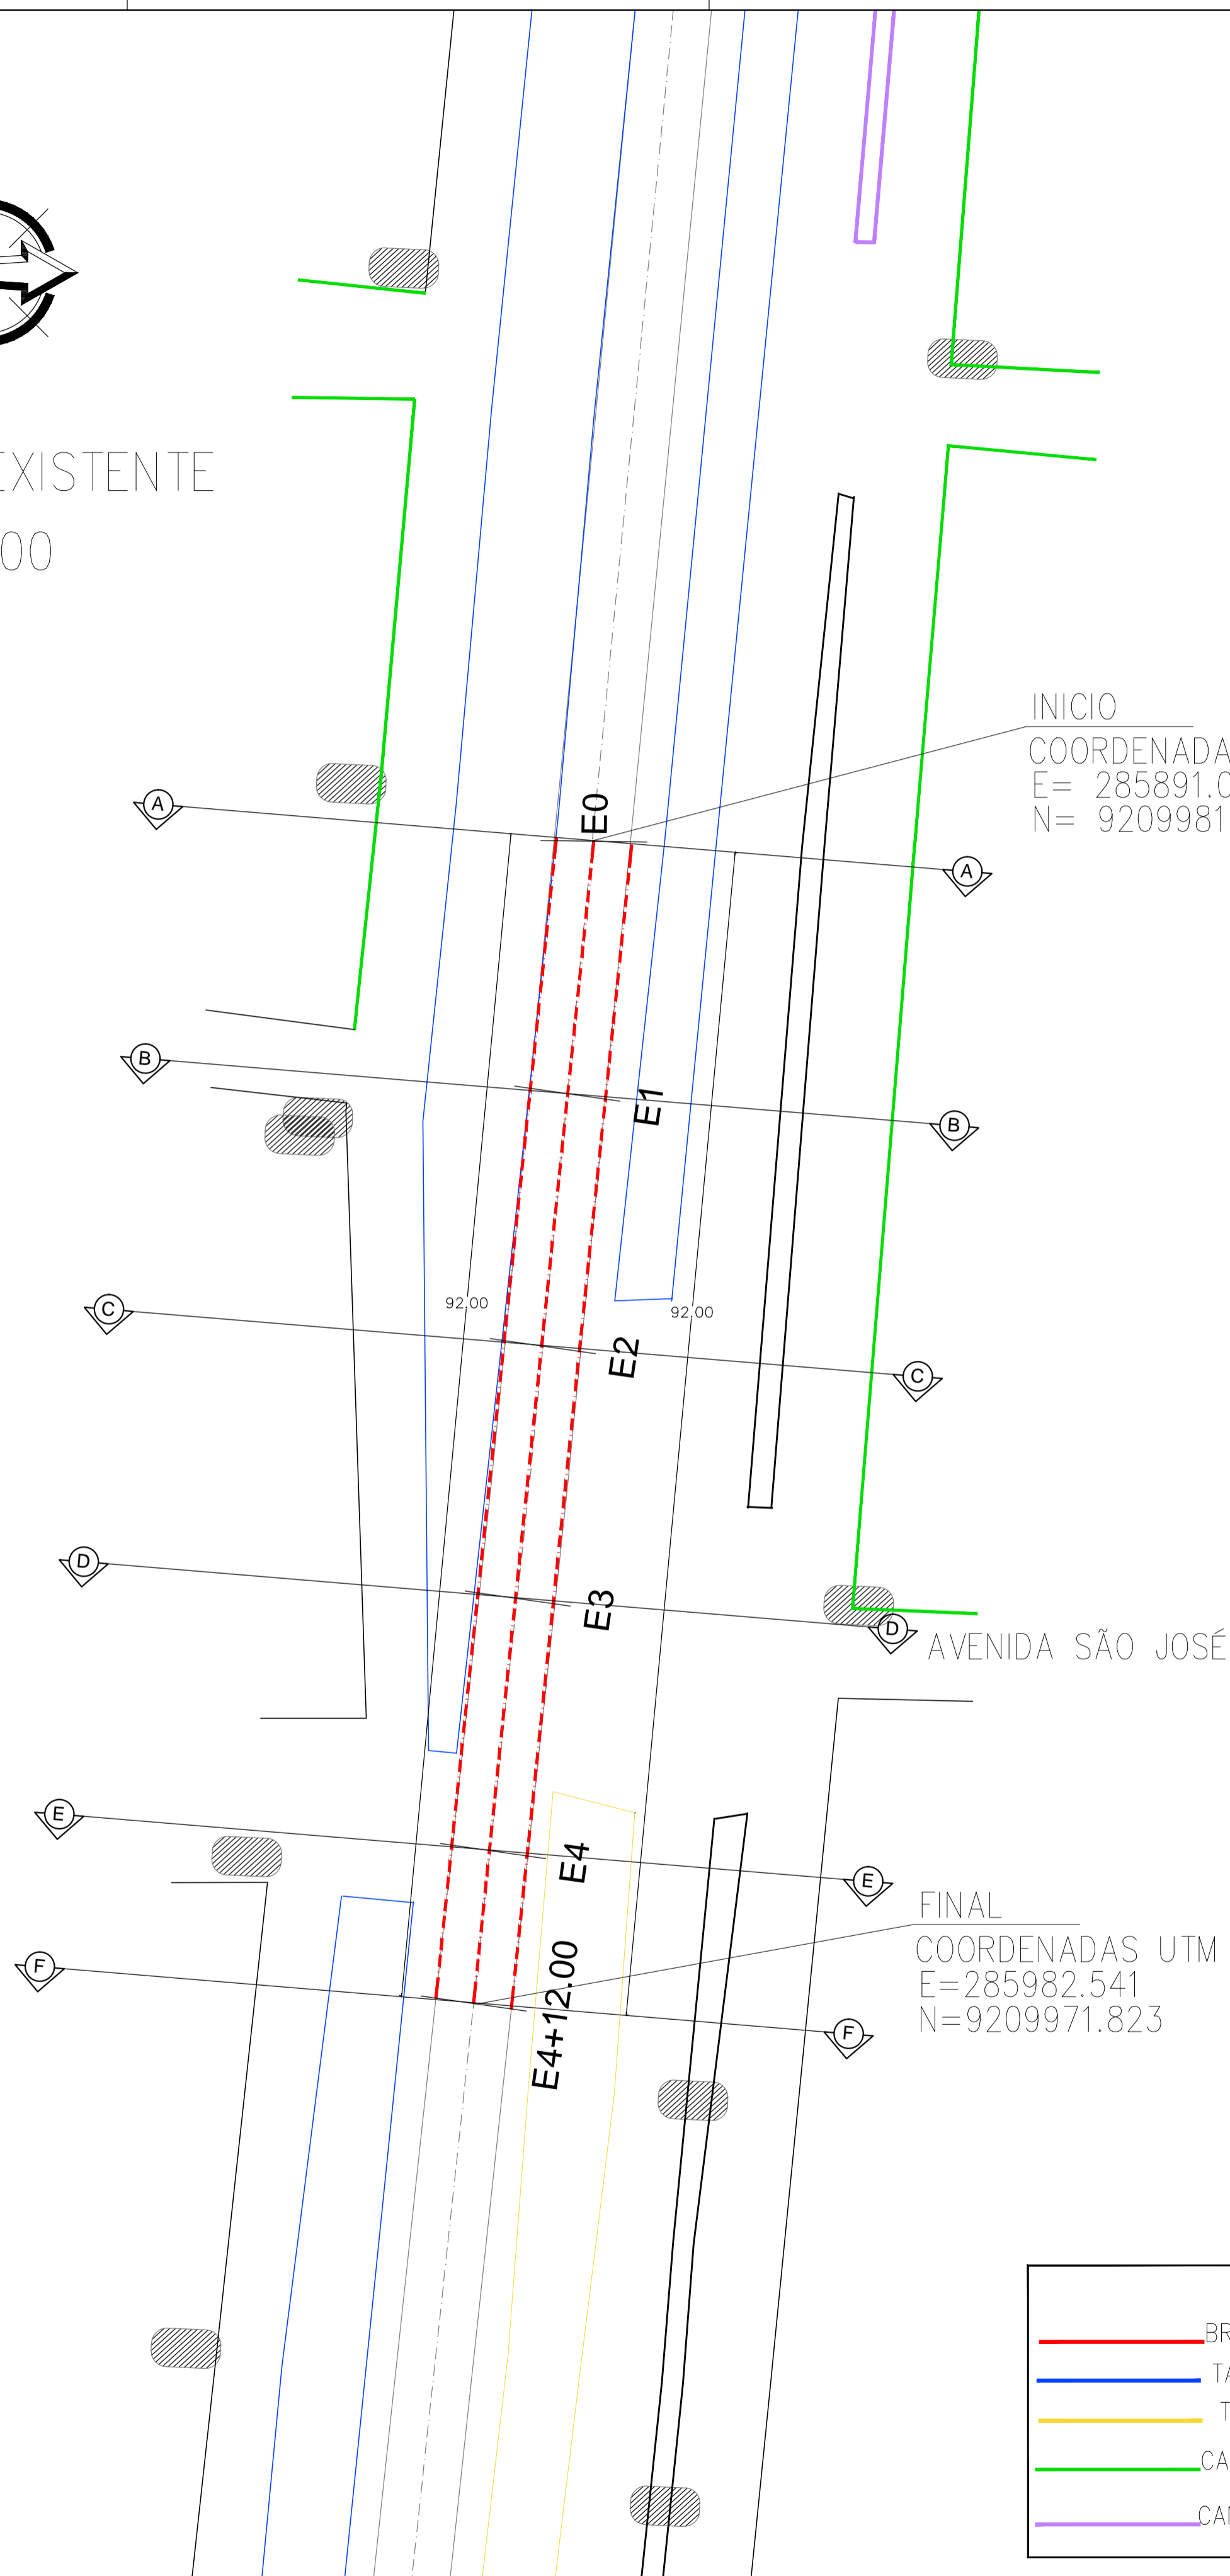 EXISTENTE
00
INICIO
COORDENADA
E= 285891.0
N= 9209981
A
E0
A
B
E1
B
92.00
92.00
C
E2
C
D
E3
D
AVENIDA SÃO JOSÉ
E
E4
E
FINAL
COORDENADAS UTM
E=285982.541
N=9209971.823
F
E4+12.00
F
BR
TA
T
CA
CAN